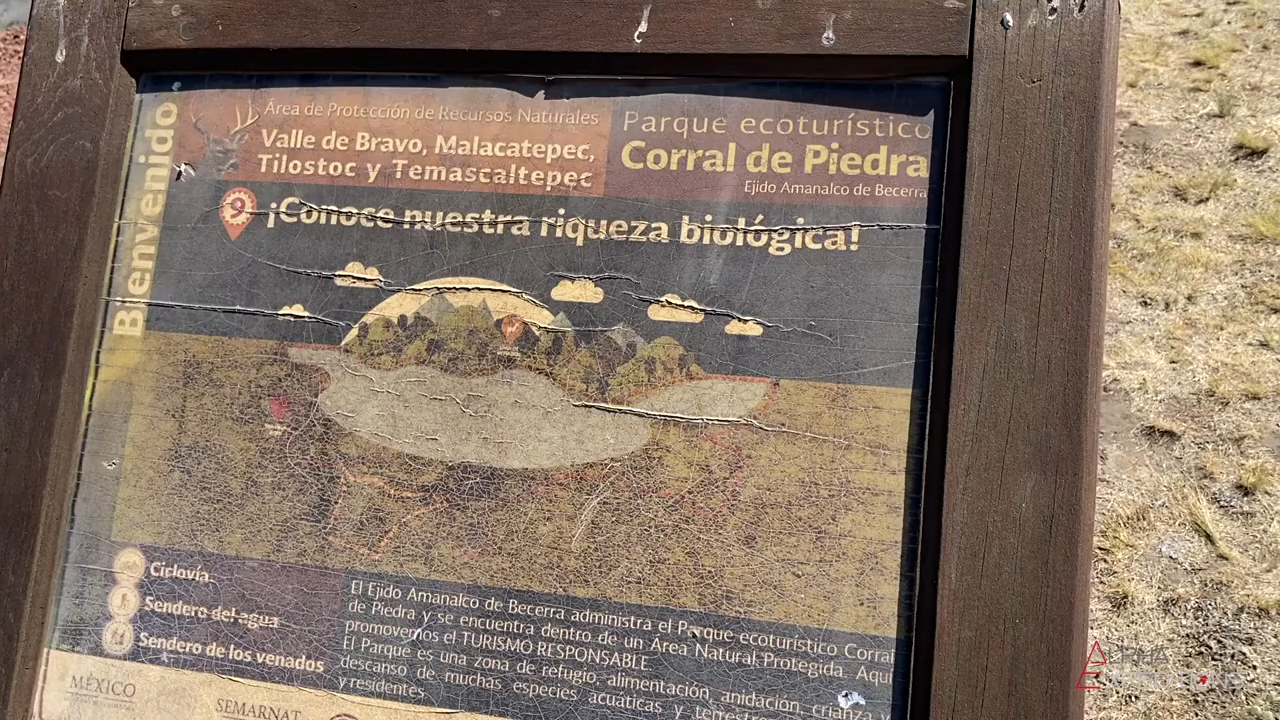 Bienvenido
Área de Protección de Recursos Naturales
Valle de Bravo, Malacatepec,
Tilostoc y Temascaltepec
Parque ecoturístico
Corral de Piedra
Ejido Amanalco de Becerra
¡Conoce nuestra riqueza biológica!
Ciclovía
Sendero del agua
Sendero de los venados
El Ejido Amanalco de Becerra administra el Parque ecoturístico Corral
de Piedra y se encuentra dentro de un Área Natural Protegida. Aquí
promovemos el TURISMO RESPONSABLE.
El Parque es una zona de refugio, alimentación, anidación, crianza y
descanso de muchas especies acuáticas y terrestres
y residentes
MÉXICO
SEMARNAT